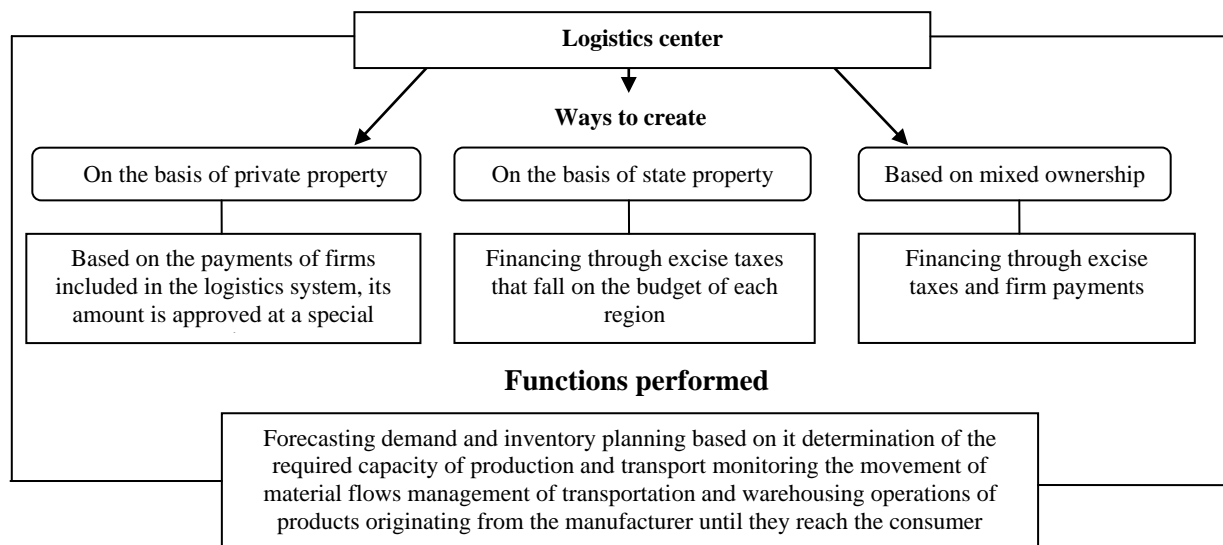 Logistics center
Ways to create
On the basis of private property
On the basis of state property
Based on mixed ownership
Based on the payments of firms
included in the logistics system, its
amount is approved at a special
Financing through excise taxes
that fall on the budget of each
region
Financing through excise
taxes and firm payments
Functions performed
Forecasting demand and inventory planning based on it determination of the
required capacity of production and transport monitoring the movement of
material flows management of transportation and warehousing operations of
products originating from the manufacturer until they reach the consumer